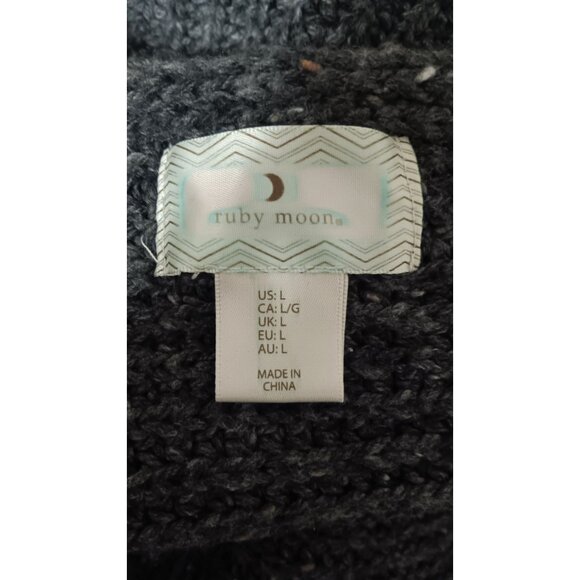 ruby moon®
US: L
CA: L/G
UK: L
EU: L
AU: L
MADE IN
CHINA